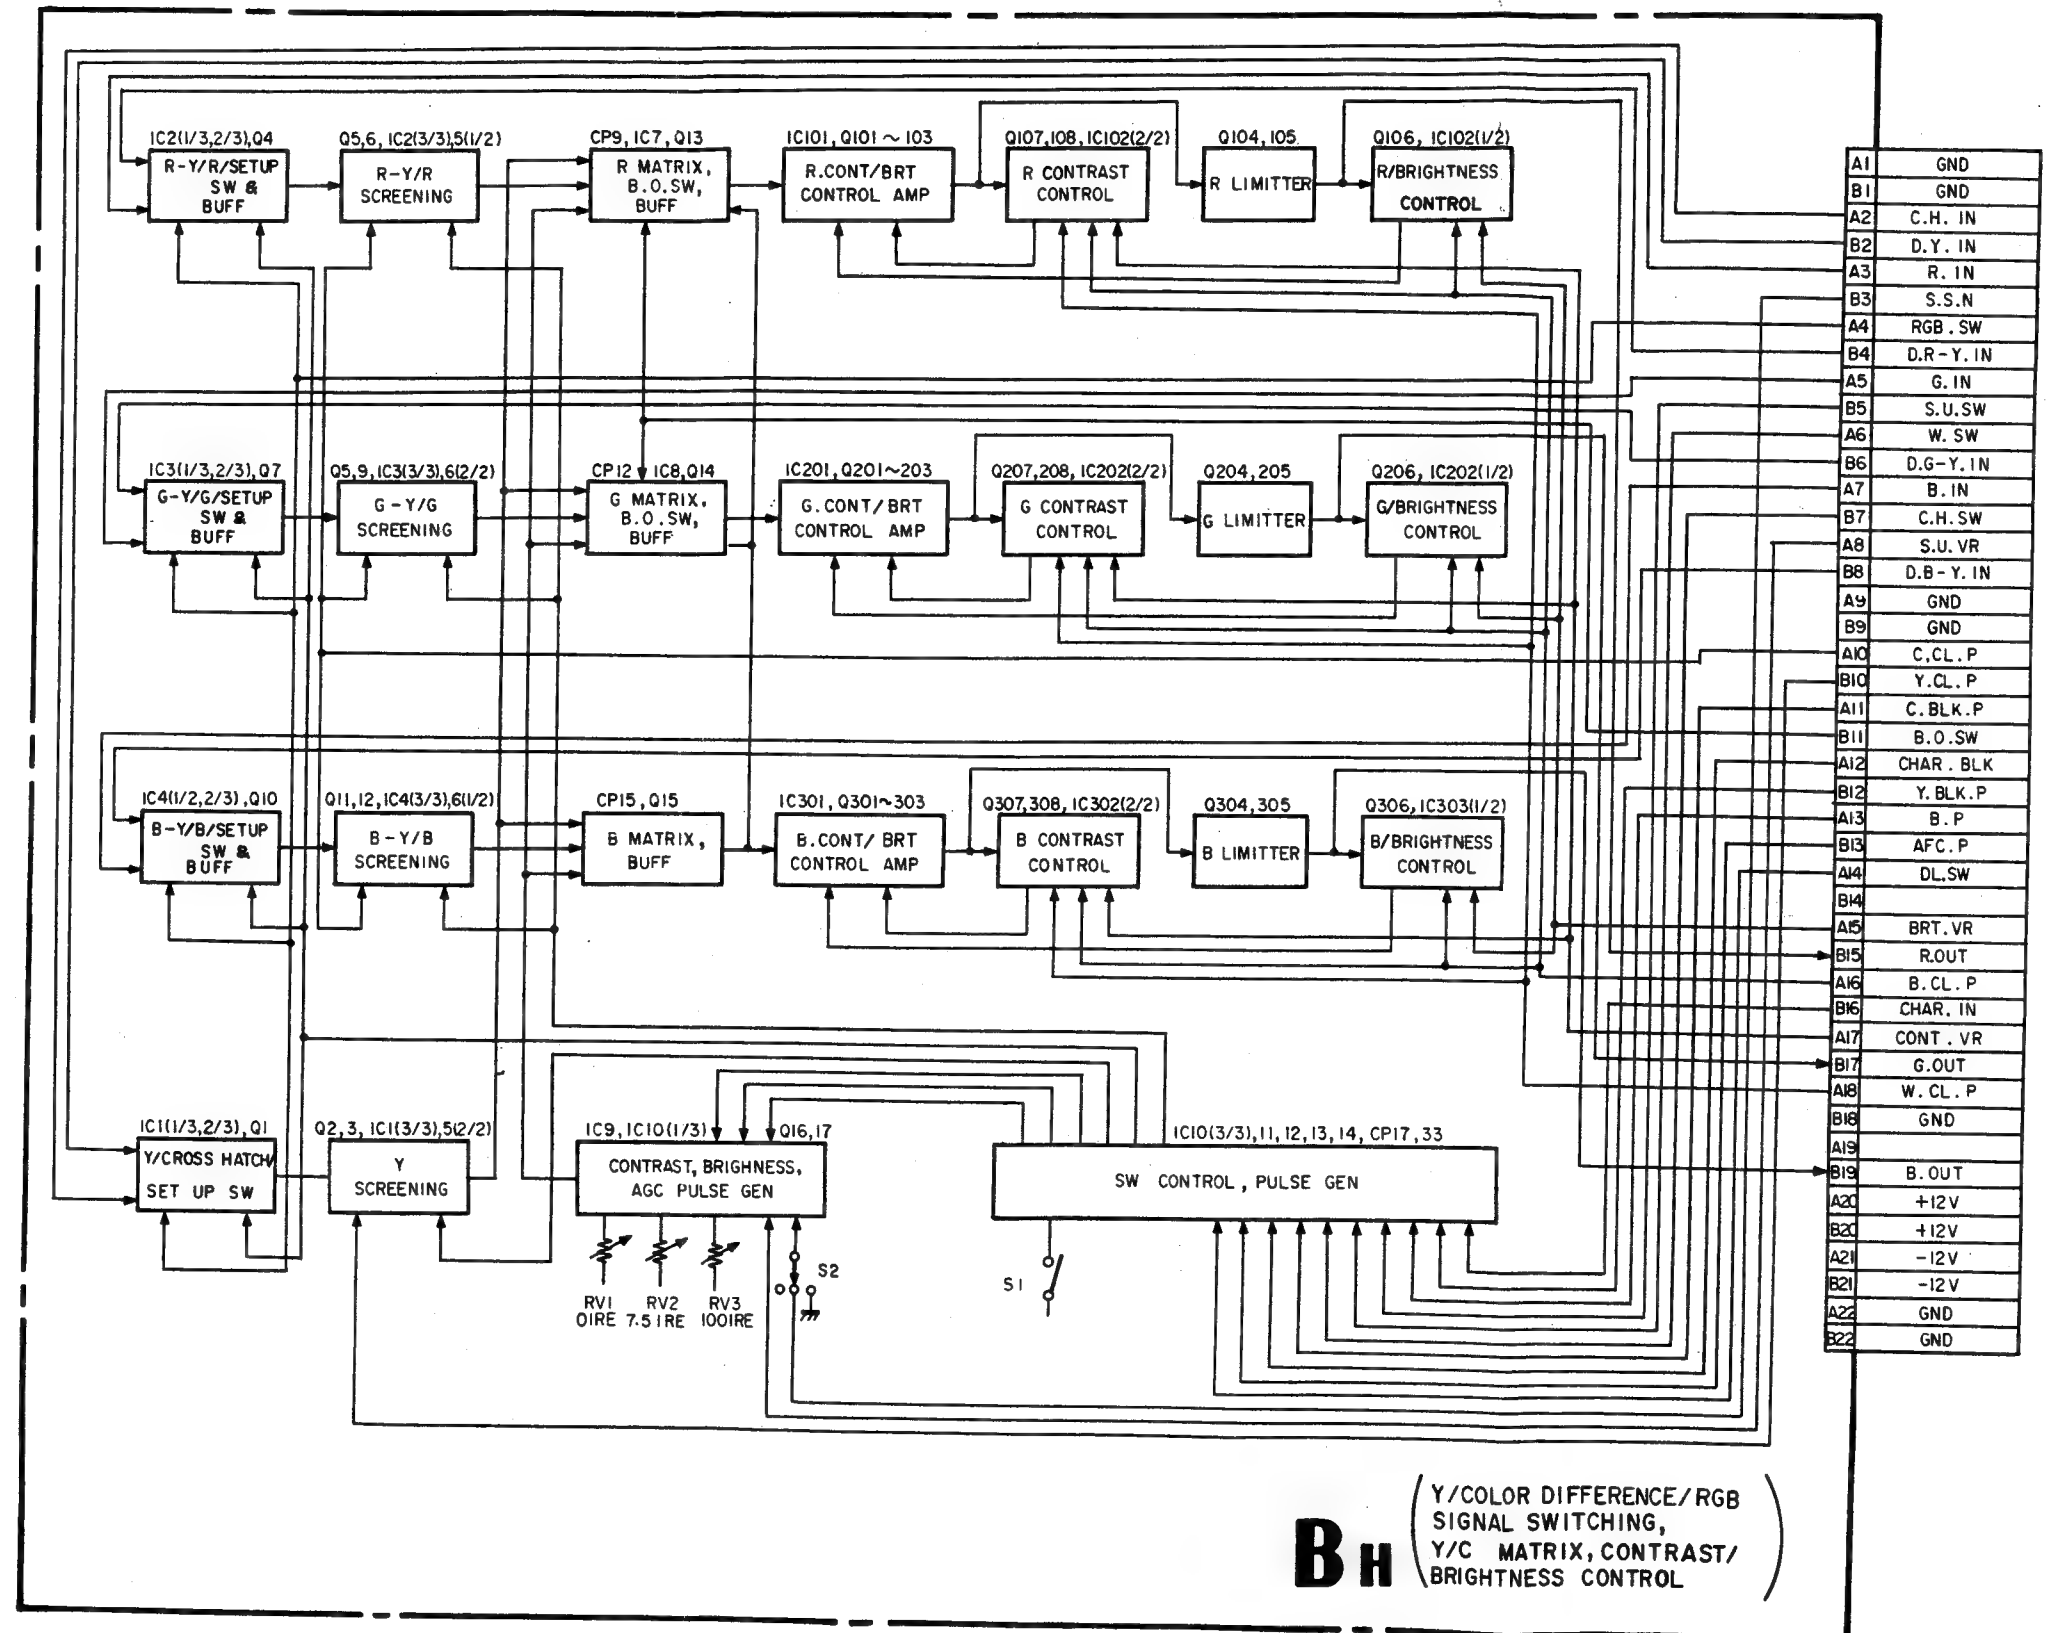 IC2(1/3,2/3),Q4
R-Y/R/SETUP
SW &
BUFF
Q5,6, IC2(3/3),5(1/2)
R-Y/R
SCREENING
CP9, IC7, Q13
R MATRIX,
B.O.SW,
BUFF
IC101, Q101~103
R.CONT/BRT
CONTROL AMP
Q107,108, IC102(2/2)
R CONTRAST
CONTROL
Q104, 105
R LIMITTER
Q106, IC102(1/2)
R/BRIGHTNESS
CONTROL
IC3(1/3,2/3), Q7
G-Y/G/SETUP
SW &
BUFF
Q5,9, IC3(3/3),6(2/2)
G-Y/G
SCREENING
CP12 IC8, Q14
G MATRIX,
B.O.SW,
BUFF
IC201, Q201~203
G.CONT/BRT
CONTROL AMP
Q207,208, IC202(2/2)
G CONTRAST
CONTROL
Q204, 205
G LIMITTER
Q206, IC202(1/2)
G/BRIGHTNESS
CONTROL
IC4(1/2,2/3),Q10
B-Y/B/SETUP
SW &
BUFF
Q11,12, IC4(3/3),6(1/2)
B-Y/B
SCREENING
CP15, Q15
B MATRIX,
BUFF
IC301, Q301~303
B.CONT/BRT
CONTROL AMP
Q307,308, IC302(2/2)
B CONTRAST
CONTROL
Q304,305
B LIMITTER
Q306, IC303(1/2)
B/BRIGHTNESS
CONTROL
IC1(1/3,2/3), Q1
Y/CROSS HATCH/
SET UP SW
Q2, 3, IC1(3/3),5(2/2)
Y
SCREENING
IC9, IC10(1/3) Q16,17
CONTRAST, BRIGHNESS,
AGC PULSE GEN
IC10(3/3),11, 12, 13, 14, CP17, 33
SW CONTROL, PULSE GEN
RV1
0IRE
RV2
7.5 IRE
RV3
100IRE
S2
S1
A1 GND
B1 GND
A2 C.H. IN
B2 D.Y. IN
A3 R. IN
B3 S.S.N
A4 RGB.SW
B4 D.R-Y.IN
A5 G. IN
B5 S.U.SW
A6 W. SW
B6 D.G-Y.IN
A7 B. IN
B7 C.H.SW
A8 S.U. VR
B8 D.B-Y. IN
A9 GND
B9 GND
A10 C,CL.P
B10 Y.CL.P
A11 C.BLK.P
B11 B.O.SW
A12 CHAR. BLK
B12 Y.BLK.P
A13 B.P
B13 AFC.P
A14 DL.SW
B14
A15 BRT.VR
B15 R.OUT
A16 B.CL.P
B16 CHAR. IN
A17 CONT. VR
B17 G.OUT
A18 W.CL.P
B18 GND
A19
B19 B.OUT
A20 +12V
B20 +12V
A21 -12V
B21 -12V
A22 GND
B22 GND
BH
Y/COLOR DIFFERENCE/RGB
SIGNAL SWITCHING,
Y/C MATRIX, CONTRAST/
BRIGHTNESS CONTROL